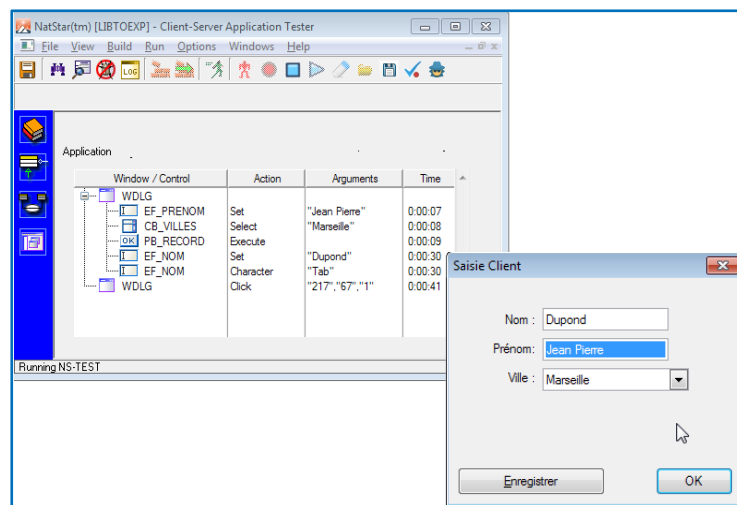 NatStar(tm) [LIBTOEXP] - Client-Server Application Tester
File View Build Run Options Windows Help
LOG
Application
Window / Control Action Arguments Time
WDLG
EF_PRENOM Set "Jean Pierre" 0:00:07
CB_VILLES Select "Marseille" 0:00:08
OK PB_RECORD Execute 0:00:09
EF_NOM Set "Dupond" 0:00:30
EF_NOM Character "Tab" 0:00:30
WDLG Click "217","67","1" 0:00:41
Running NS-TEST
Saisie Client
Nom : Dupond
Prénom: Jean Pierre
Ville : Marseille
Enregistrer OK